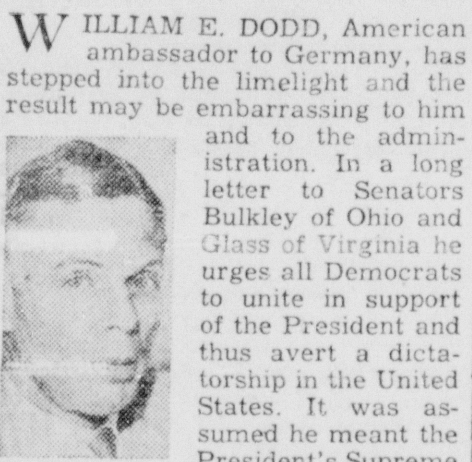 WILLIAM E. DODD, American
ambassador to Germany, has
stepped into the limelight and the
result may be embarrassing to him
and to the admin-
istration. In a long
letter to Senators
Bulkley of Ohio and
Glass of Virginia he
urges all Democrats
to unite in support
of the President and
thus avert a dicta-
torship in the United
States. It was as-
sumed he meant the
President's Supreme